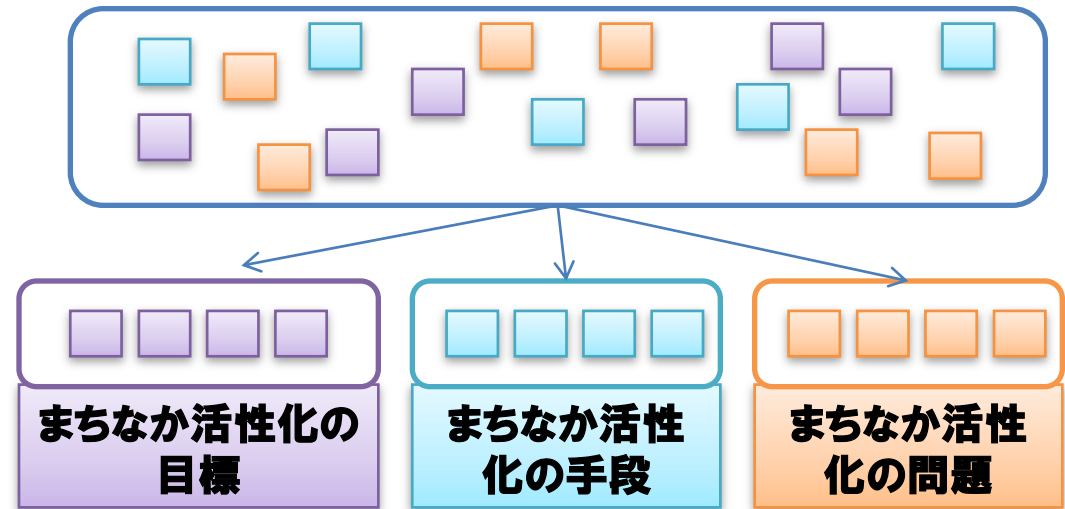 まちなか活性化の
目標
まちなか活性
化の手段
まちなか活性
化の問題